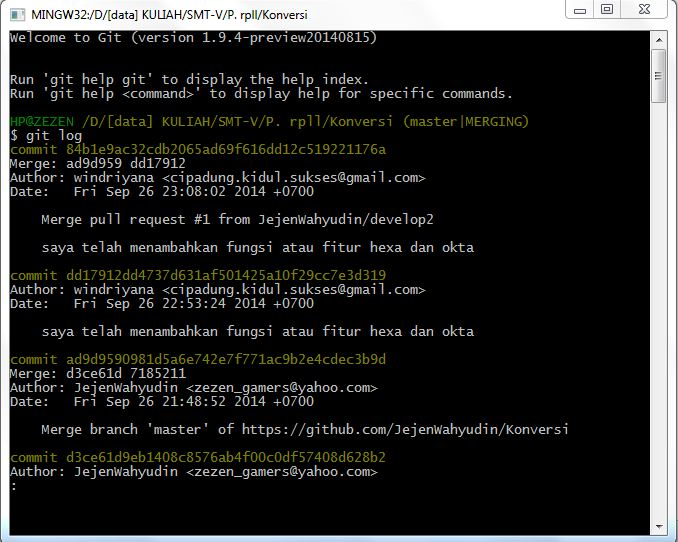 MINGW32:/D/[data] KULIAH/SMT-V/P. rpll/Konversi
Welcome to Git (version 1.9.4-preview20140815)
Run 'git help git' to display the help index.
Run 'git help <command>' to display help for specific commands.
HP@ZEZEN /D/[data] KULIAH/SMT-V/P. rpll/Konversi (master|MERGING)
$ git log
commit 84b1e9ac32cdb2065ad69f616dd12c519221176a
Merge: ad9d959 dd17912
Author: windriyana <cipadung.kidul.sukses@gmail.com>
Date:   Fri Sep 26 23:08:02 2014 +0700
    Merge pull request #1 from JejenWahyudin/develop2
    saya telah menambahkan fungsi atau fitur hexa dan okta
commit dd17912dd4737d631af501425a10f29cc7e3d319
Author: windriyana <cipadung.kidul.sukses@gmail.com>
Date:   Fri Sep 26 22:53:24 2014 +0700
    saya telah menambahkan fungsi atau fitur hexa dan okta
commit ad9d9590981d5a6e742e7f771ac9b2e4cdec3b9d
Merge: d3ce61d 7185211
Author: JejenWahyudin <zezen_gamers@yahoo.com>
Date:   Fri Sep 26 21:48:52 2014 +0700
    Merge branch 'master' of https://github.com/JejenWahyudin/Konversi
commit d3ce61d9eb1408c8576ab4f00c0df57408d628b2
Author: JejenWahyudin <zezen_gamers@yahoo.com>
: